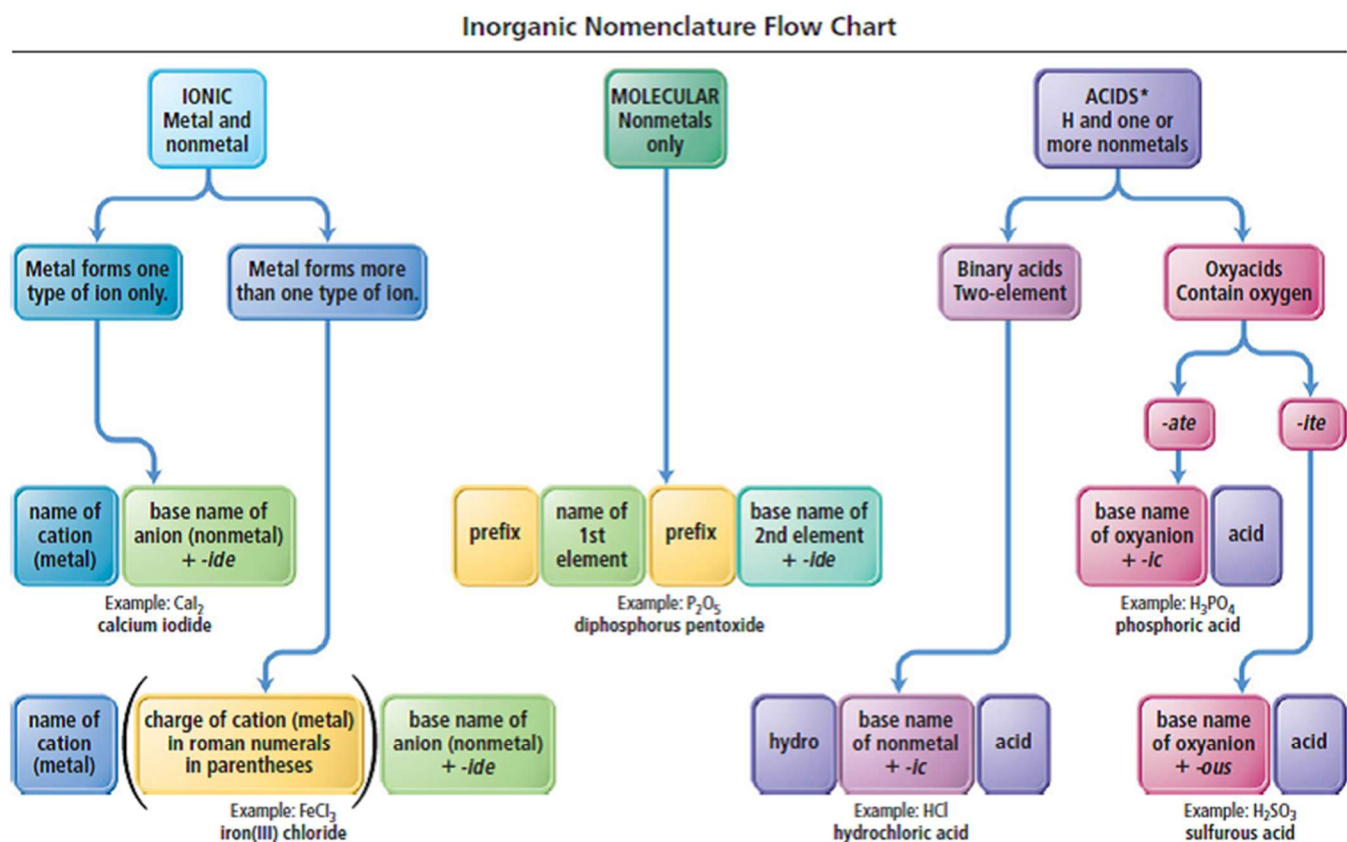 Inorganic Nomenclature Flow Chart
IONIC
Metal and
nonmetal
MOLECULAR
Nonmetals
only
ACIDS*
H and one or
more nonmetals
Metal forms one
type of ion only.
Metal forms more
than one type of ion.
Binary acids
Two-element
Oxyacids
Contain oxygen
-ate
-ite
name of
cation
(metal)
base name of
anion (nonmetal)
+ -ide
Example: CaI₂
calcium iodide
prefix
name of
1st
element
prefix
base name of
2nd element
+ -ide
Example: P₂O₅
diphosphorus pentoxide
base name
of oxyanion
+ -ic
acid
Example: H₃PO₄
phosphoric acid
name of
cation
(metal)
(charge of cation (metal)
in roman numerals
in parentheses)
base name of
anion (nonmetal)
+ -ide
Example: FeCl₃
iron(III) chloride
hydro
base name
of nonmetal
+ -ic
acid
Example: HCl
hydrochloric acid
base name
of oxyanion
+ -ous
acid
Example: H₂SO₃
sulfurous acid